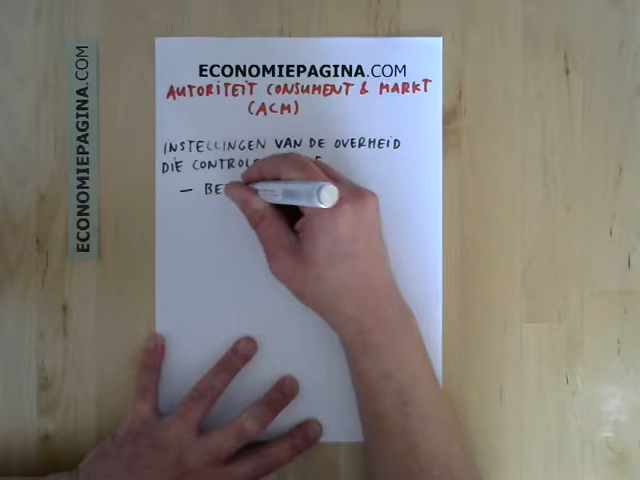 ECONOMIEPAGINA.COM
ECONOMIEPAGINA.COM
AUTORITEIT CONSUMENT & MARKT
(ACM)
INSTELLINGEN VAN DE OVERHEID
DIE
-